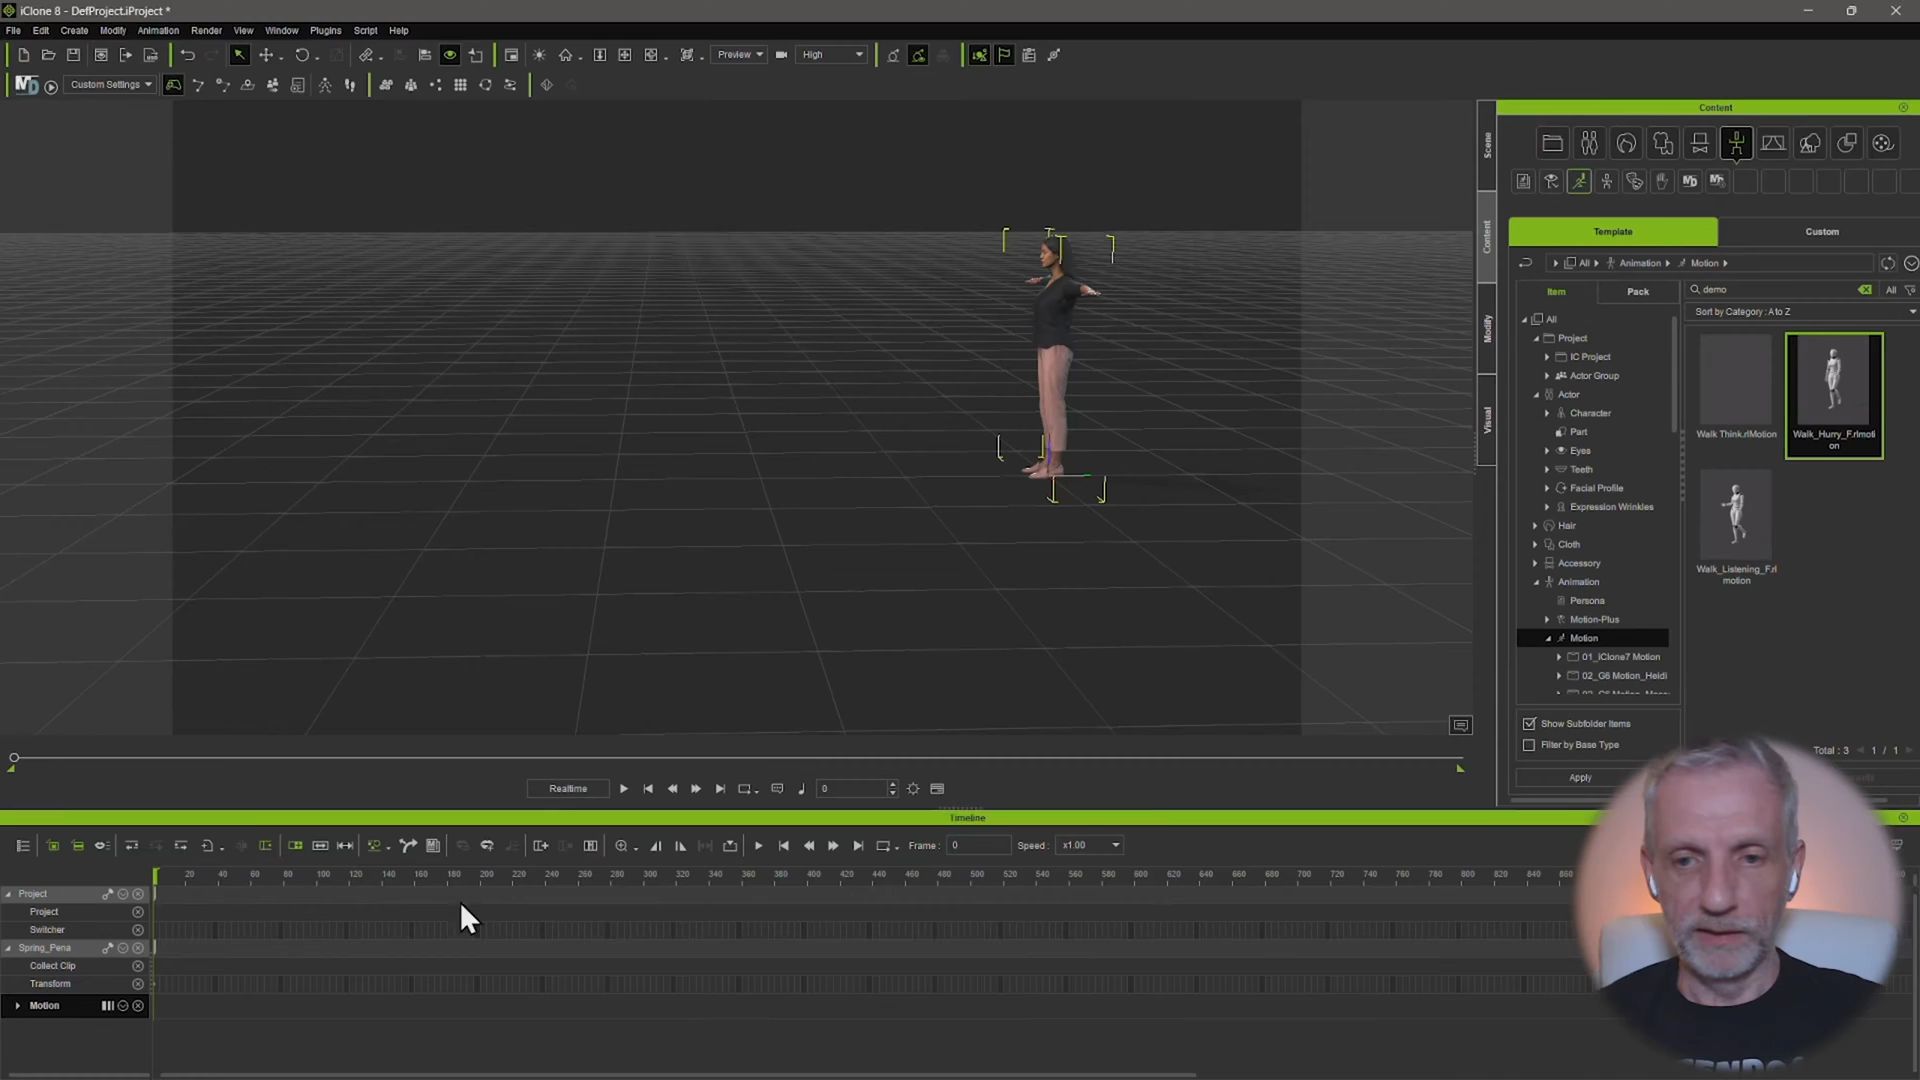 iClone 8 - DefProject.iProject *
File Edit Create Modify Animation Render View Window Plugins Script Help
Preview High
Custom Settings
Content
Scene
Content
Modify
Visual
Template Custom
All Animation Motion
Item Pack
demo
All
Sort by Category : A to Z
All
Project
IC Project
Actor Group
Actor
Character
Part
Eyes
Teeth
Facial Profile
Expression Wrinkles
Hair
Cloth
Accessory
Animation
Persona
Motion-Plus
Motion
01_iClone7 Motion
02_G6 Motion_Heidi
Walk Think.rlMotion
Walk_Hurry_F.rlmoti
on
Walk_Listening_F.rl
motion
Show Subfolder Items
Filter by Base Type
Total : 3 1 / 1
Apply
Realtime 0
Timeline
Frame : 0 Speed : x1.00
20 40 60 80 100 120 140 160 180 200 220 240 260 280 300 320 340 360 380 400 420 440 460 480 500 520 540 560 580 600 620 640 660 680 700 720 740 760 780 800 820 840
Project
Project
Switcher
Spring_Pena
Collect Clip
Transform
Motion